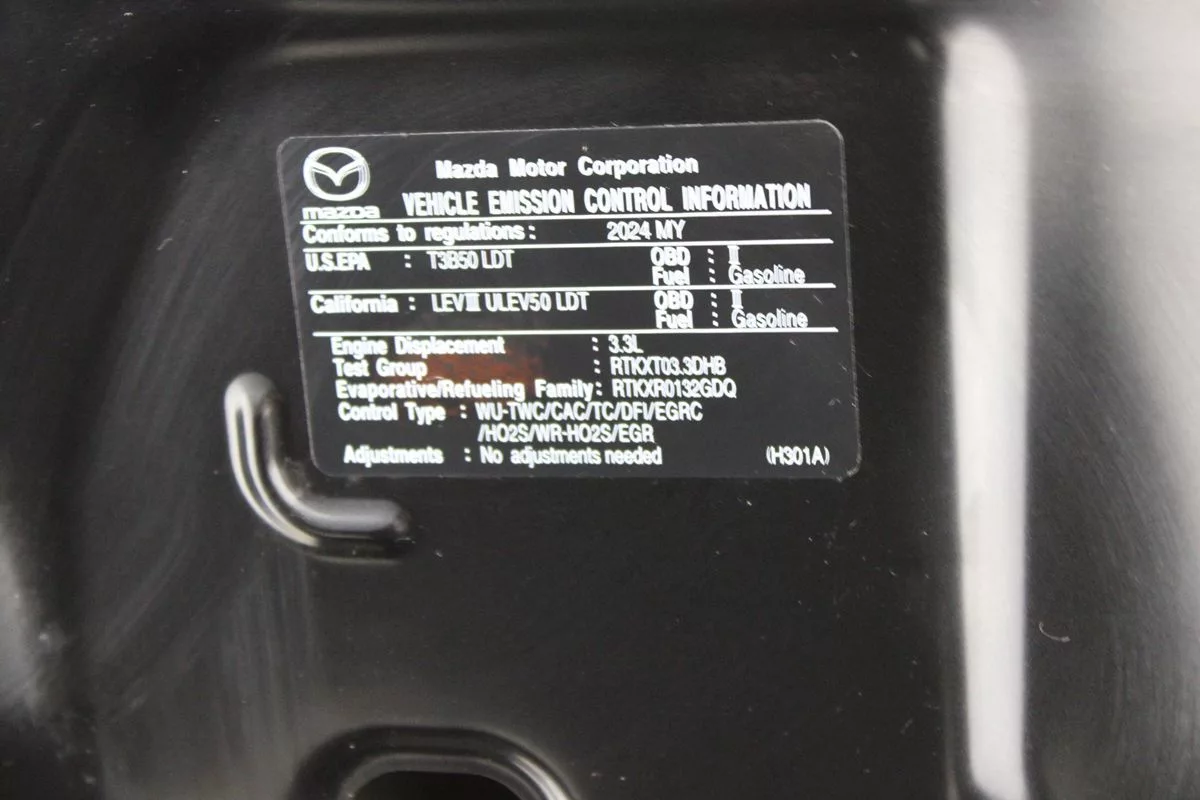 Mazda Motor Corporation
mazda VEHICLE EMISSION CONTROL INFORMATION
Conforms to regulations : 2024 MY
U.S.EPA : T3B50 LDT OBD : II
Fuel : Gasoline
California : LEVIII ULEV50 LDT OBD : II
Fuel : Gasoline
Engine Displacement : 3.3L
Test Group : RTKXT03.3DHB
Evaporative/Refueling Family : RTKXR0132GDQ
Control Type : WU-TWC/CAC/TC/DFI/EGRC
/HO2S/WR-HO2S/EGR
Adjustments : No adjustments needed (H301A)